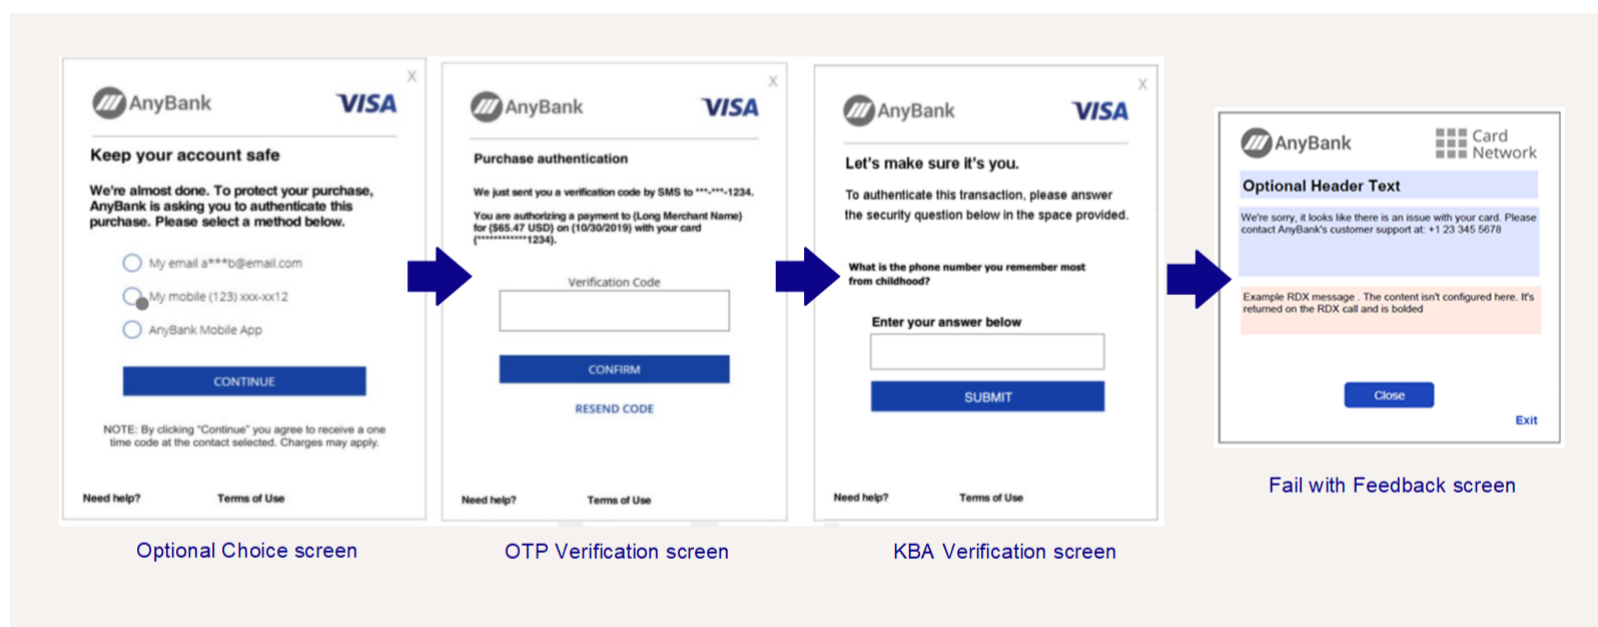 X
AnyBank
VISA
Keep your account safe
We're almost done. To protect your purchase,
AnyBank is asking you to authenticate this
purchase. Please select a method below.
My email a***b@email.com
My mobile (123) xxx-xx12
AnyBank Mobile App
CONTINUE
NOTE: By clicking "Continue" you agree to receive a one
time code at the contact selected. Charges may apply.
Need help?
Terms of Use
Optional Choice screen
X
AnyBank
VISA
Purchase authentication
We just sent you a verification code by SMS to ***-***-1234.
You are authorizing a payment to (Long Merchant Name)
for ($65.47 USD) on (10/30/2019) with your card
(************1234).
Verification Code
CONFIRM
RESEND CODE
Need help?
Terms of Use
OTP Verification screen
X
AnyBank
VISA
Let's make sure it's you.
To authenticate this transaction, please answer
the security question below in the space provided.
What is the phone number you remember most
from childhood?
Enter your answer below
SUBMIT
Need help?
Terms of Use
KBA Verification screen
AnyBank
Card
Network
Optional Header Text
We're sorry, it looks like there is an issue with your card. Please
contact AnyBank's customer support at: +1 23 345 5678
Example RDX message . The content isn't configured here. It's
returned on the RDX call and is bolded
Close
Exit
Fail with Feedback screen